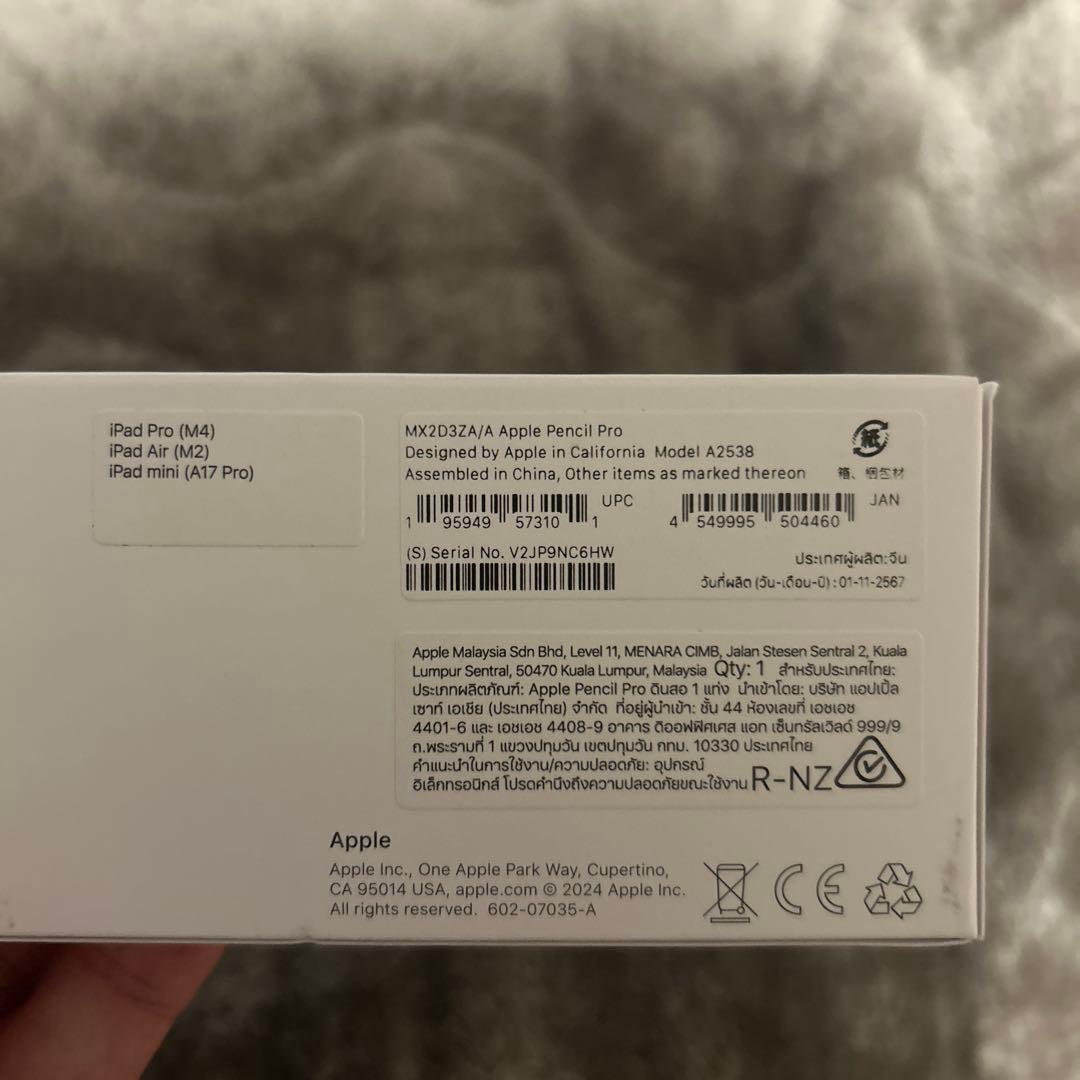 iPad Pro (M4)
iPad Air (M2)
iPad mini (A17 Pro)
MX2D3ZA/A Apple Pencil Pro
Designed by Apple in California Model A2538
Assembled in China, Other items as marked thereon
紙
箱、梱包材
1 95949 57310 1 UPC
4 549995 504460 JAN
(S) Serial No. V2JP9NC6HW
ประเทศผู้ผลิต:จีน
วันที่ผลิต (วัน-เดือน-ปี) : 01-11-2567
Apple Malaysia Sdn Bhd, Level 11, MENARA CIMB, Jalan Stesen Sentral 2, Kuala
Lumpur Sentral, 50470 Kuala Lumpur, Malaysia Qty: 1 สำหรับประเทศไทย:
ประเภทผลิตภัณฑ์: Apple Pencil Pro ดินสอ 1 แท่ง นำเข้าโดย: บริษัท แอปเปิ้ล
เซาท์ เอเชีย (ประเทศไทย) จำกัด ที่อยู่ผู้นำเข้า: ชั้น 44 ห้องเลขที่ เอชเอช
4401-6 และ เอชเอช 4408-9 อาคาร ดิออฟฟิศเศส แอท เซ็นทรัลเวิลด์ 999/9
ถ.พระรามที่ 1 แขวงปทุมวัน เขตปทุมวัน กทม. 10330 ประเทศไทย
คำแนะนำในการใช้งาน/ความปลอดภัย: อุปกรณ์
อิเล็กทรอนิกส์ โปรดคำนึงถึงความปลอดภัยขณะใช้งาน R-NZ
Apple
Apple Inc., One Apple Park Way, Cupertino,
CA 95014 USA, apple.com © 2024 Apple Inc.
All rights reserved. 602-07035-A
CE